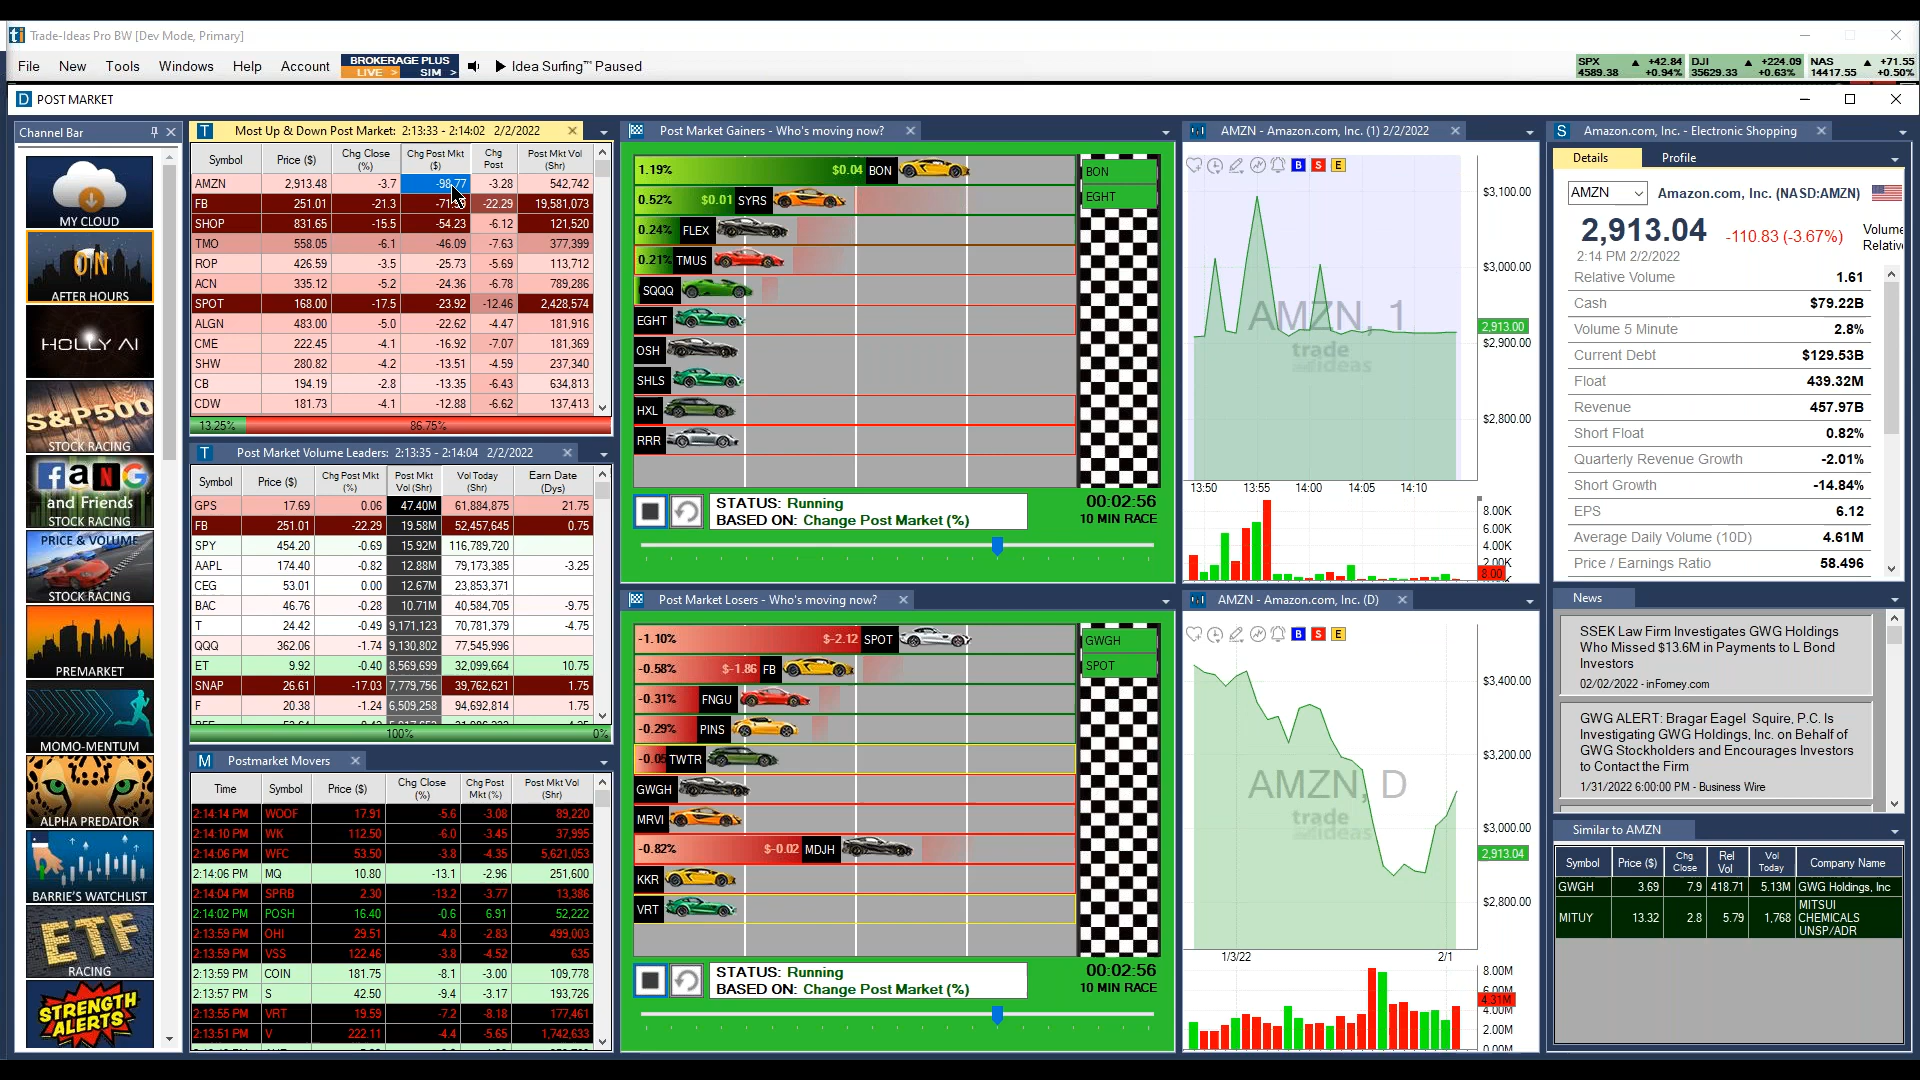 Trade-Ideas Pro BW [Dev Mode, Primary]
File New Tools Windows Help Account BROKERAGE PLUS LIVE > SIM > Idea Surfing™ Paused
SPX +42.84 DJI +224.09 NAS +71.55
4589.38 +0.94% 35629.33 +0.63% 14417.55 +0.50%
POST MARKET
Channel Bar
MY CLOUD
ON
AFTER HOURS
HOLLY AI
S&P500
STOCK RACING
f a N G
and Friends
STOCK RACING
PRICE & VOLUME
STOCK RACING
PREMARKET
MOMO-MENTUM
ALPHA PREDATOR
BARRIE'S WATCHLIST
ETF
RACING
STRENGTH
ALERTS
Most Up & Down Post Market: 2:13:33 - 2:14:02 2/2/2022
Symbol Price ($) Chg Close (%) Chg Post Mkt ($) Chg Post Post Mkt Vol (Shr)
AMZN 2,913.48 -3.7 -98.77 -3.28 542,742
FB 251.01 -21.3 -22.29 19,581,073
SHOP 831.65 -15.5 -54.23 -6.12 121,520
TMO 558.05 -6.1 -46.09 -7.63 377,399
ROP 426.59 -3.5 -25.73 -5.69 113,712
ACN 335.12 -5.2 -24.36 -6.78 789,286
SPOT 168.00 -17.5 -23.92 -12.46 2,428,574
ALGN 483.00 -5.0 -22.62 -4.47 181,916
CME 222.45 -4.1 -16.92 -7.07 181,369
SHW 280.82 -4.2 -13.51 -4.59 237,340
CB 194.19 -2.8 -13.35 -6.43 634,813
CDW 181.73 -4.1 -12.88 -6.62 137,413
13.25% 86.75%
Post Market Volume Leaders: 2:13:35 - 2:14:04 2/2/2022
Symbol Price ($) Chg Post Mkt (%) Post Mkt Vol (Shr) Vol Today (Shr) Earn Date (Dys)
GPS 17.69 0.06 47.40M 61,884,875 21.75
FB 251.01 -22.29 19.58M 52,457,645 0.75
SPY 454.20 -0.69 15.92M 116,789,720
AAPL 174.40 -0.82 12.88M 79,173,385 -3.25
CEG 53.01 0.00 12.67M 23,853,371
BAC 46.76 -0.28 10.71M 40,584,705 -9.75
T 24.42 -0.49 9,171,123 70,781,379 -4.75
QQQ 362.06 -1.74 9,130,802 77,545,996
ET 9.92 -0.40 8,569,699 32,099,664 10.75
SNAP 26.61 -17.03 7,779,756 39,762,621 1.75
F 20.38 -1.24 6,509,258 94,692,814 1.75
100% 0%
Postmarket Movers
Time Symbol Price ($) Chg Close (%) Chg Post Mkt (%) Post Mkt Vol (Shr)
2:14:14 PM WOOF 17.91 -5.6 -3.08 89,220
2:14:10 PM WK 112.50 -6.0 -3.45 37,995
2:14:06 PM WFC 53.50 -3.8 -4.35 5,621,053
2:14:06 PM MQ 10.80 -13.1 -2.96 251,600
2:14:04 PM SPRB 2.30 -13.2 -3.77 13,386
2:14:02 PM POSH 16.40 -0.6 6.91 52,222
2:13:59 PM OHI 29.51 -4.8 -2.83 499,003
2:13:59 PM VSS 122.46 -3.8 -4.52 635
2:13:59 PM COIN 181.75 -8.1 -3.00 109,778
2:13:57 PM S 42.50 -9.4 -3.17 193,726
2:13:55 PM VRT 19.59 -7.2 -8.18 177,461
2:13:51 PM V 222.11 -4.4 -5.65 1,742,633
Post Market Gainers - Who's moving now?
1.19% $0.04 BON
0.52% $0.01 SYRS
0.24% FLEX
0.21% TMUS
SQQQ
EGHT
OSH
SHLS
HXL
RRR
BON
EGHT
STATUS: Running
BASED ON: Change Post Market (%)
00:02:56
10 MIN RACE
Post Market Losers - Who's moving now?
-1.10% $-2.12 SPOT
-0.58% $-1.86 FB
-0.31% FNGU
-0.29% PINS
TWTR
GWGH
MRVI
-0.82% $-0.02 MDJH
KKR
VRT
GWGH
SPOT
STATUS: Running
BASED ON: Change Post Market (%)
00:02:56
10 MIN RACE
AMZN - Amazon.com, Inc. (1) 2/2/2022
B S E
AMZN, 1
trade
ideas
$3,100.00
$3,000.00
2,913.00
$2,900.00
$2,800.00
13:50 13:55 14:00 14:05 14:10
8.00K
6.00K
4.00K
2.00K
8.00
AMZN - Amazon.com, Inc. (D)
B S E
AMZN, D
trade
ideas
$3,400.00
$3,200.00
$3,000.00
2,913.04
$2,800.00
1/3/22 2/1
8.00M
6.00M
4.31M
4.00M
2.00M
0.00M
Amazon.com, Inc. - Electronic Shopping
Details Profile
AMZN Amazon.com, Inc. (NASD:AMZN)
2,913.04 -110.83 (-3.67%)
2:14 PM 2/2/2022
Relative Volume 1.61
Cash $79.22B
Volume 5 Minute 2.8%
Current Debt $129.53B
Float 439.32M
Revenue 457.97B
Short Float 0.82%
Quarterly Revenue Growth -2.01%
Short Growth -14.84%
EPS 6.12
Average Daily Volume (10D) 4.61M
Price / Earnings Ratio 58.496
News
SSEK Law Firm Investigates GWG Holdings
Who Missed $13.6M in Payments to L Bond
Investors
02/02/2022 - inForney.com
GWG ALERT: Bragar Eagel Squire, P.C. Is
Investigating GWG Holdings, Inc. on Behalf of
GWG Stockholders and Encourages Investors
to Contact the Firm
1/31/2022 6:00:00 PM - Business Wire
Similar to AMZN
Symbol Price ($) Chg Close Rel Vol Vol Today Company Name
GWGH 3.69 7.9 418.71 5.13M GWG Holdings, Inc
MITUY 13.32 2.8 5.79 1,768 MITSUI CHEMICALS UNSP/ADR